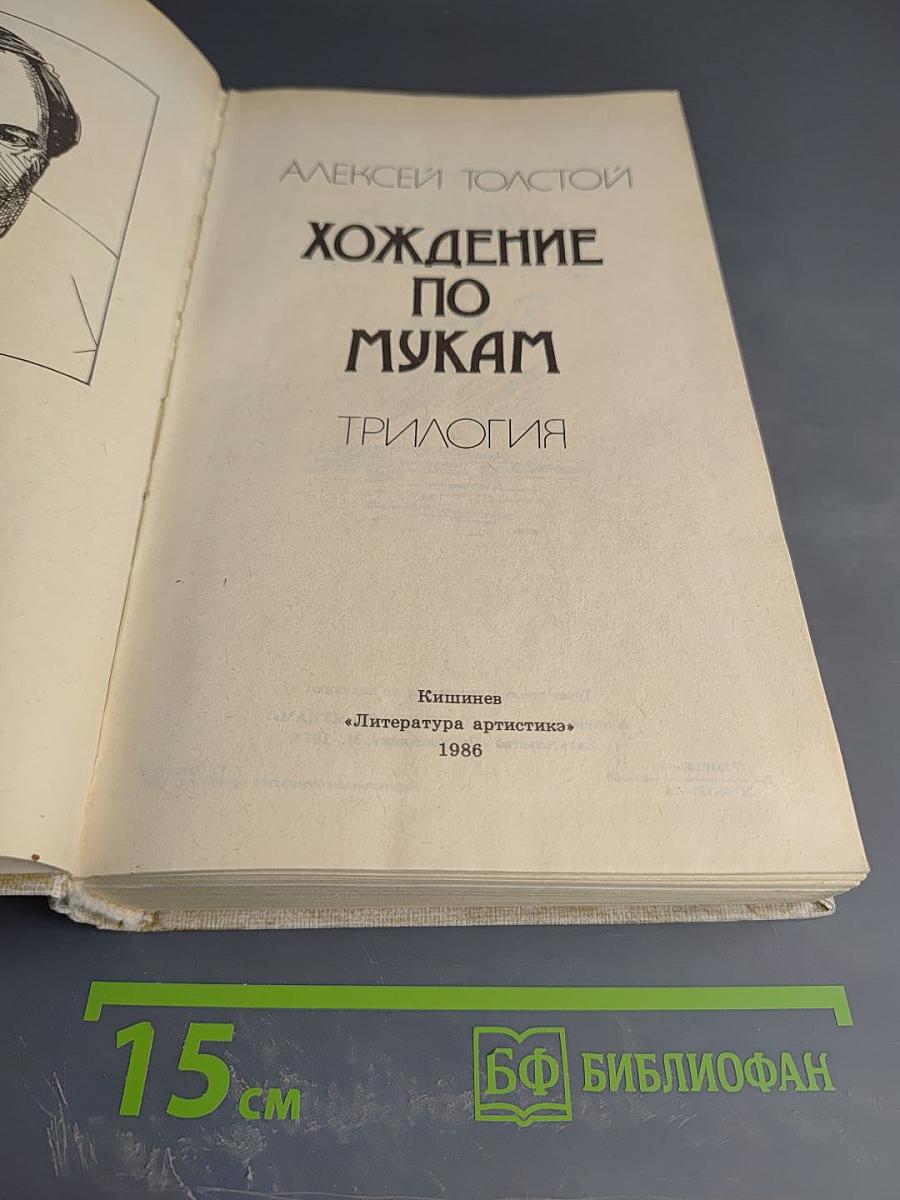 АЛЕКСЕЙ ТОЛСТОЙ
ХОЖДЕНИЕ
ПО
МУКАМ
ТРИЛОГИЯ
Кишинев
«Литература артистикэ»
1986
15 см
БФ БИБЛИОФАН